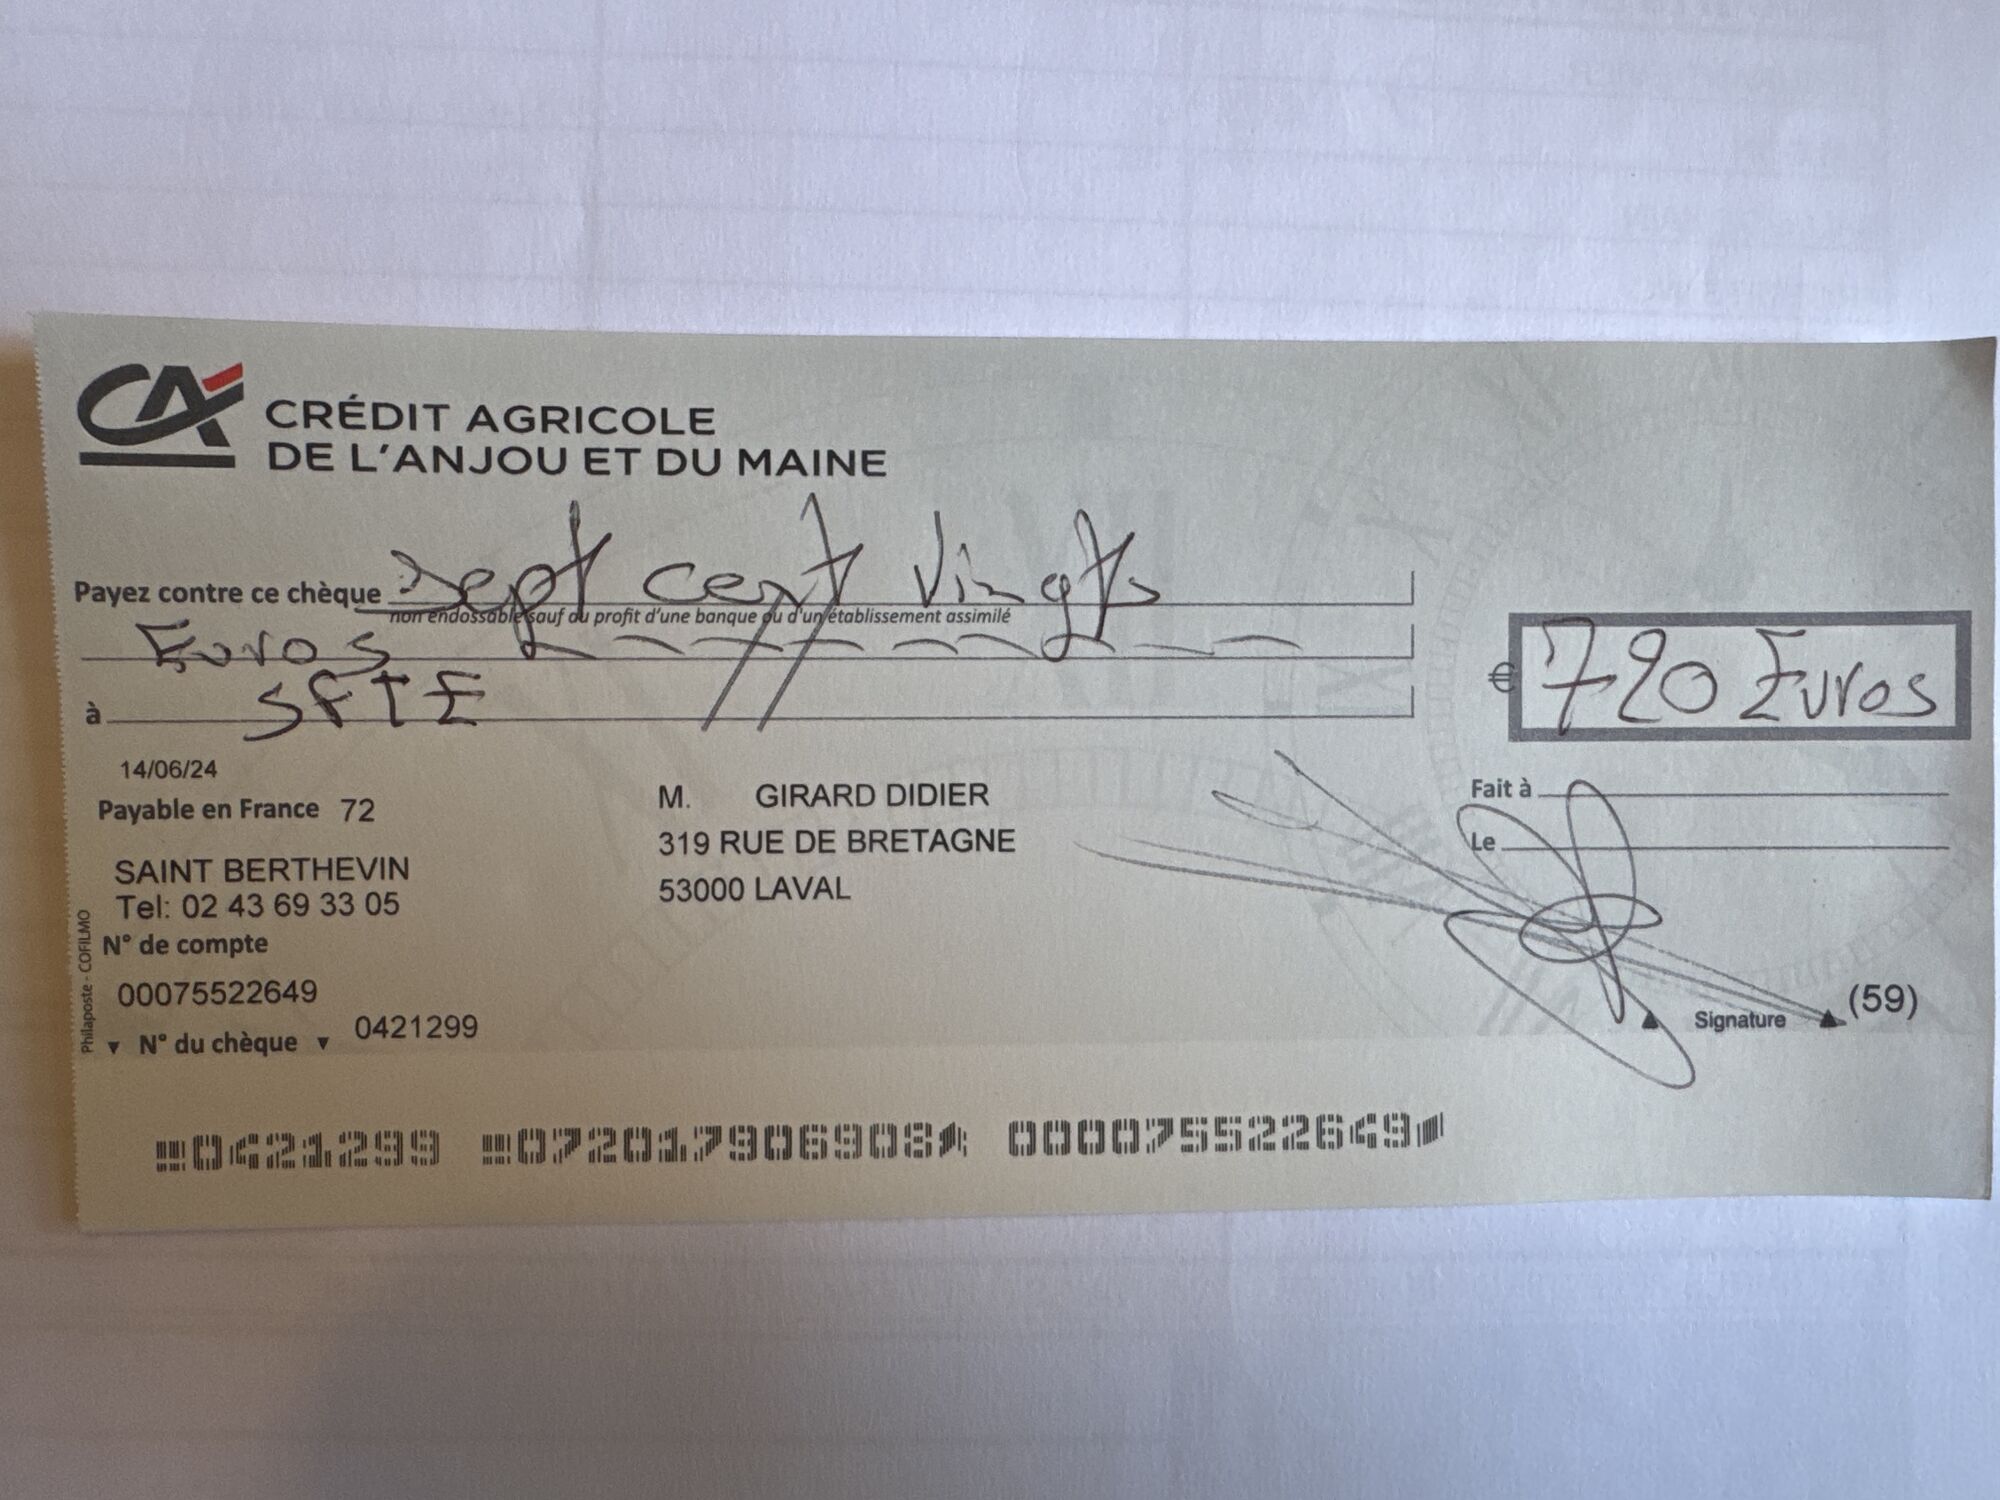 CA
CRÉDIT AGRICOLE
DE L'ANJOU ET DU MAINE
Payez contre ce chèque Sept cent vingts
non endossable sauf au profit d'une banque ou d'un établissement assimilé
Euros
€ 720 Euros
à SFTE
14/06/24
Payable en France 72
SAINT BERTHEVIN
Tel: 02 43 69 33 05
N° de compte
00075522649
N° du chèque 0421299
Philaposte - COFILMO
M. GIRARD DIDIER
319 RUE DE BRETAGNE
53000 LAVAL
Fait à
Le
Signature (59)
0421299 072017906908 000075522649